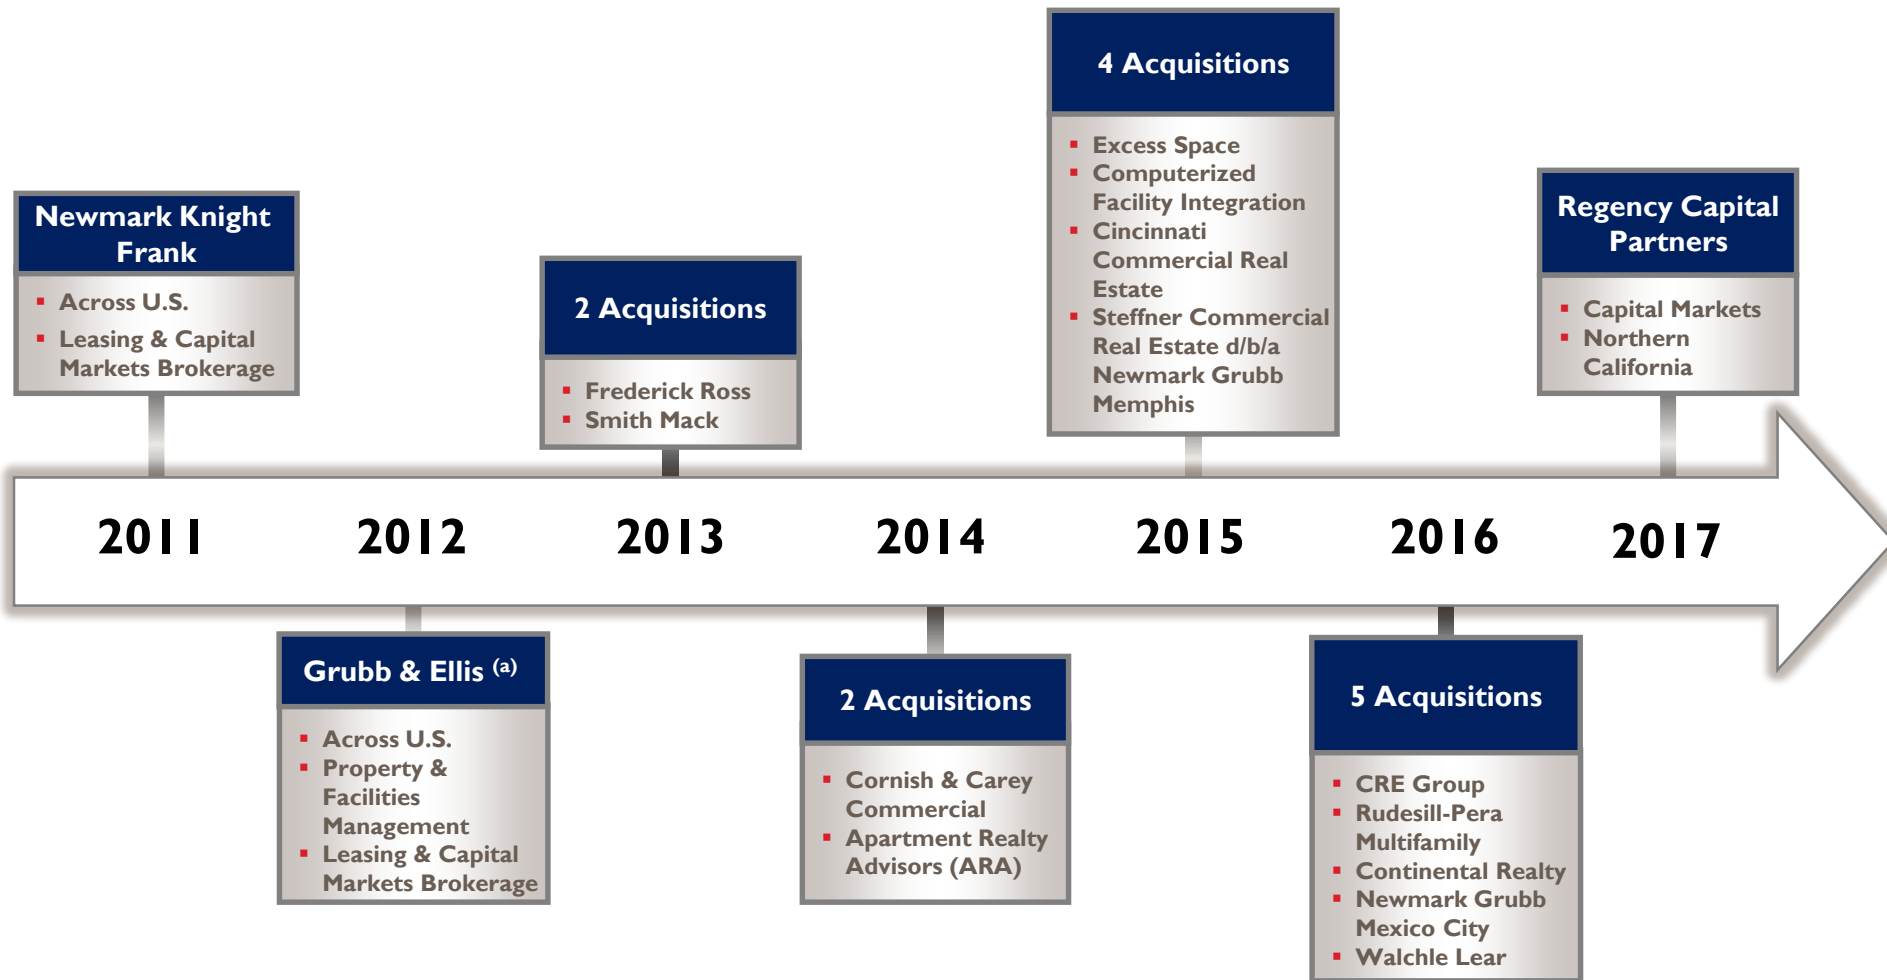 Newmark Knight
Frank
▪ Across U.S.
▪ Leasing & Capital
Markets Brokerage
2 Acquisitions
▪ Frederick Ross
▪ Smith Mack
4 Acquisitions
▪ Excess Space
▪ Computerized
Facility Integration
▪ Cincinnati
Commercial Real
Estate
▪ Steffner Commercial
Real Estate d/b/a
Newmark Grubb
Memphis
Regency Capital
Partners
▪ Capital Markets
▪ Northern
California
2011 2012 2013 2014 2015 2016 2017
Grubb & Ellis (a)
▪ Across U.S.
▪ Property &
Facilities
Management
▪ Leasing & Capital
Markets Brokerage
2 Acquisitions
▪ Cornish & Carey
Commercial
▪ Apartment Realty
Advisors (ARA)
5 Acquisitions
▪ CRE Group
▪ Rudesill-Pera
Multifamily
▪ Continental Realty
▪ Newmark Grubb
Mexico City
▪ Walchle Lear